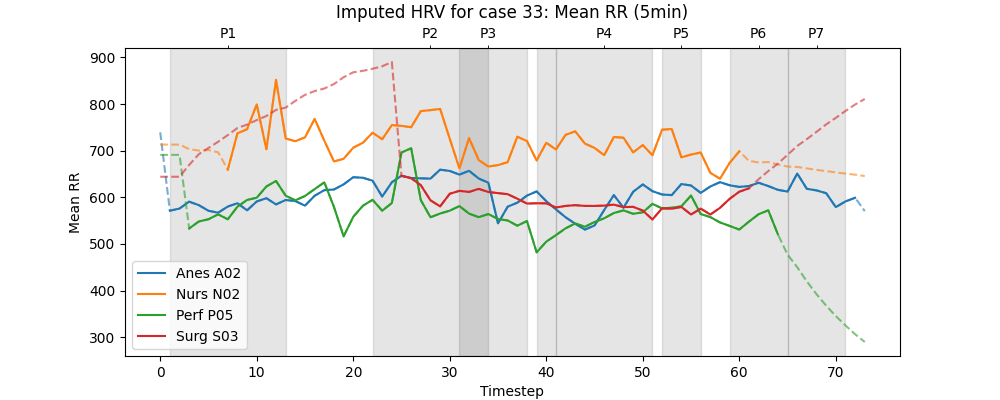 Imputed HRV for case 33: Mean RR (5min)
P1 P2 P3 P4 P5 P6 P7
900
800
700
600
500
400
300
Mean RR
Anes A02
Nurs N02
Perf P05
Surg S03
0 10 20 30 40 50 60 70
Timestep